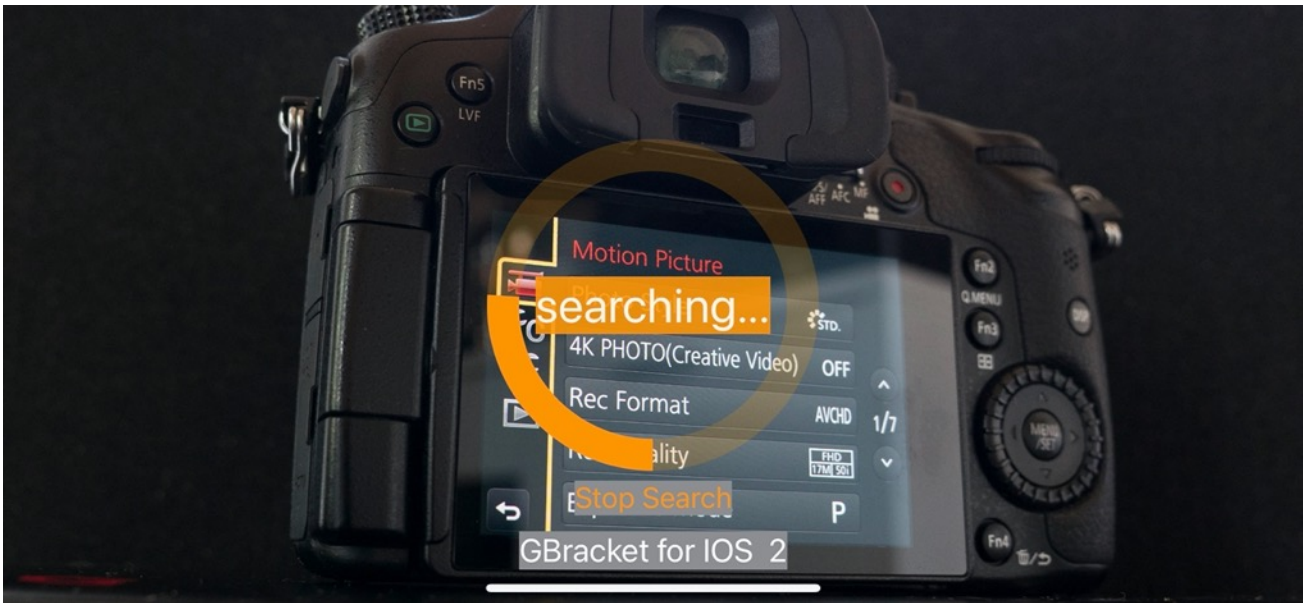 Fn5
LVF
AFC
MF
AFF
Motion Picture
searching...
STD.
4K PHOTO(Creative Video) OFF
Rec Format AVCHD
1/7
FHD
17M 50i
Stop Search
P
GBracket for IOS 2
Fn2
Q.MENU
Fn3
DISP
MENU
/SET
Fn4